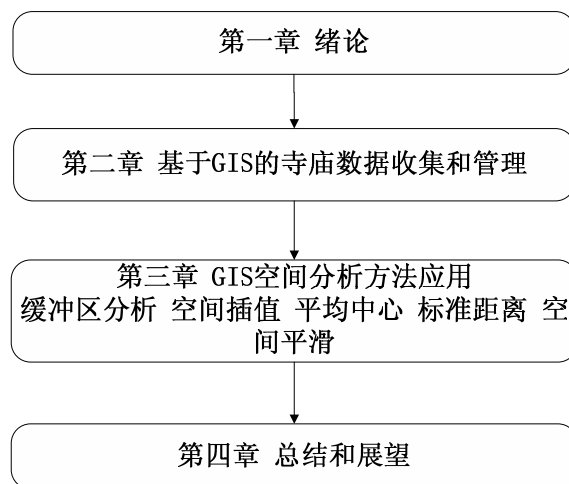 第一章 绪论
第二章 基于GIS的寺庙数据收集和管理
第三章 GIS空间分析方法应用
缓冲区分析 空间插值 平均中心 标准距离 空
间平滑
第四章 总结和展望